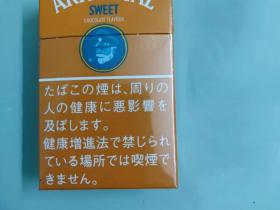 SWEET
CHOCOLATE FLAVOUR
たばこの煙は、周りの
人の健康に悪影響を
及ぼします。
健康増進法で禁じられ
ている場所では喫煙で
きません。